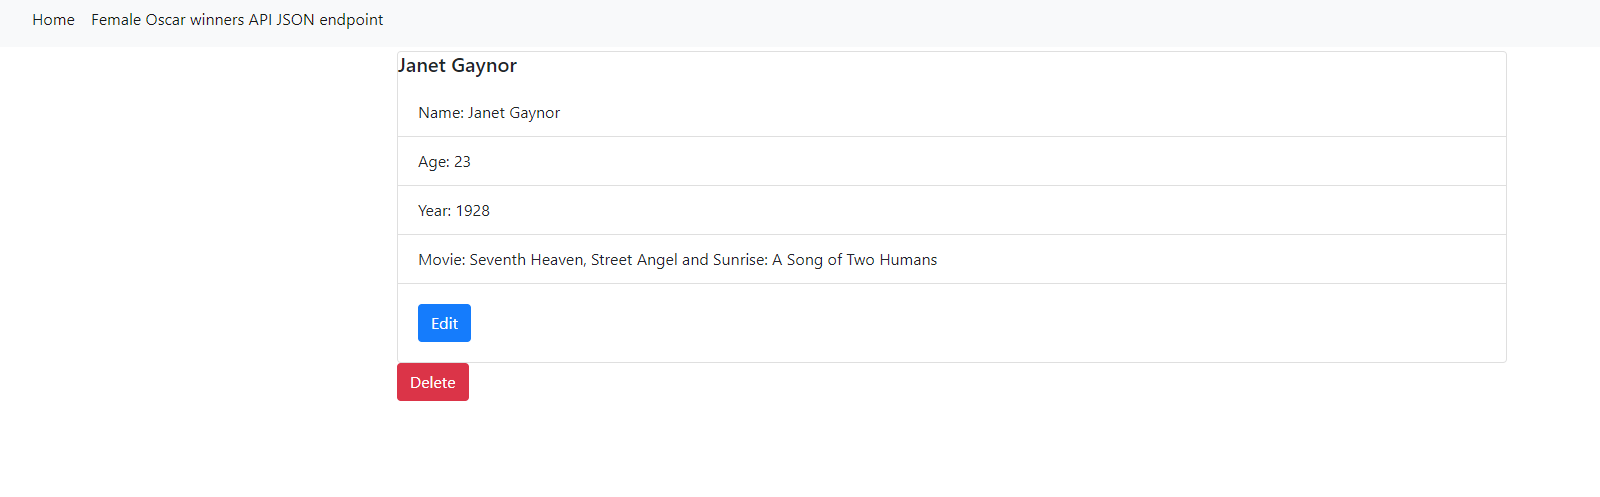 Home Female Oscar winners API JSON endpoint
Janet Gaynor
Name: Janet Gaynor
Age: 23
Year: 1928
Movie: Seventh Heaven, Street Angel and Sunrise: A Song of Two Humans
Edit
Delete